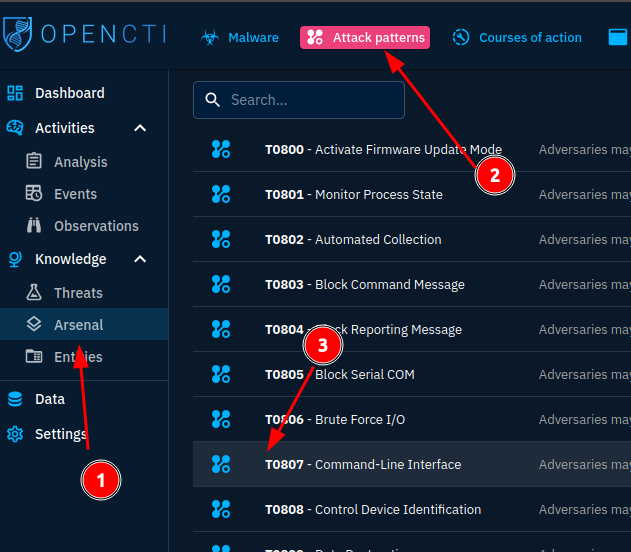 OPENCTI
Malware
Attack patterns
Courses of action
Dashboard
Activities
Analysis
Events
Observations
Knowledge
Threats
Arsenal
Entities
Data
Settings
Search...
T0800 - Activate Firmware Update Mode Adversaries may
T0801 - Monitor Process State Adversaries may
T0802 - Automated Collection Adversaries may
T0803 - Block Command Message Adversaries may
T0804 - Reporting Message Adversaries may
T0805 - Block Serial COM Adversaries may
T0806 - Brute Force I/O Adversaries may
T0807 - Command-Line Interface Adversaries may
T0808 - Control Device Identification Adversaries may
1
2
3